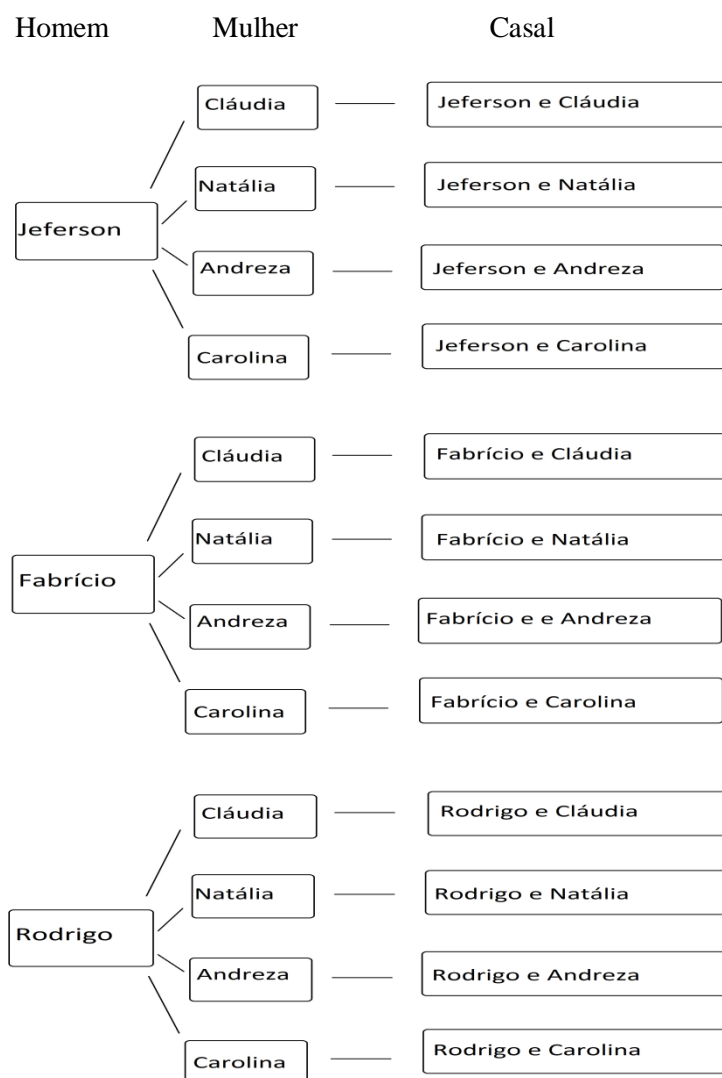 Homem Mulher Casal
Cláudia Jeferson e Cláudia
Natália Jeferson e Natália
Jeferson
Andreza Jeferson e Andreza
Carolina Jeferson e Carolina
Cláudia Fabrício e Cláudia
Natália Fabrício e Natália
Fabrício
Andreza Fabrício e e Andreza
Carolina Fabrício e Carolina
Cláudia Rodrigo e Cláudia
Natália Rodrigo e Natália
Rodrigo
Andreza Rodrigo e Andreza
Carolina Rodrigo e Carolina